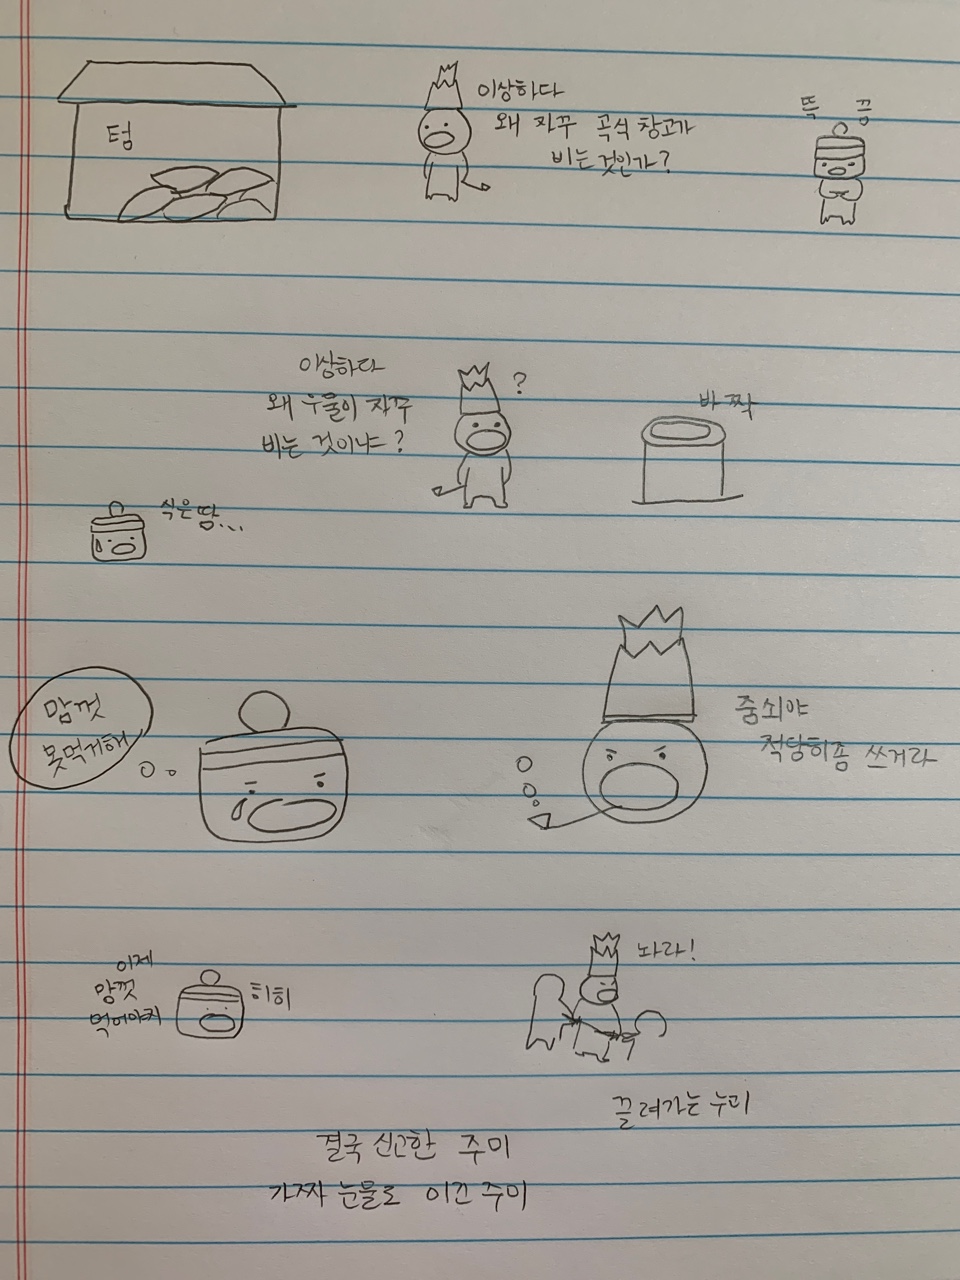 텅
이상하다
왜 자꾸 곡식 창고가
비는 것인가?
뜩 끔
이상하다
왜 우물이 자꾸
비는 것이냐?
?
바짝
식은땀...
맘껏
못먹게해
줌쇠야
적당히좀 쓰거라
이제
맘껏
먹어야지
히히
놔라!
끌려가는 누리
결국 신고한 주미
가짜 눈물로 이긴 주미